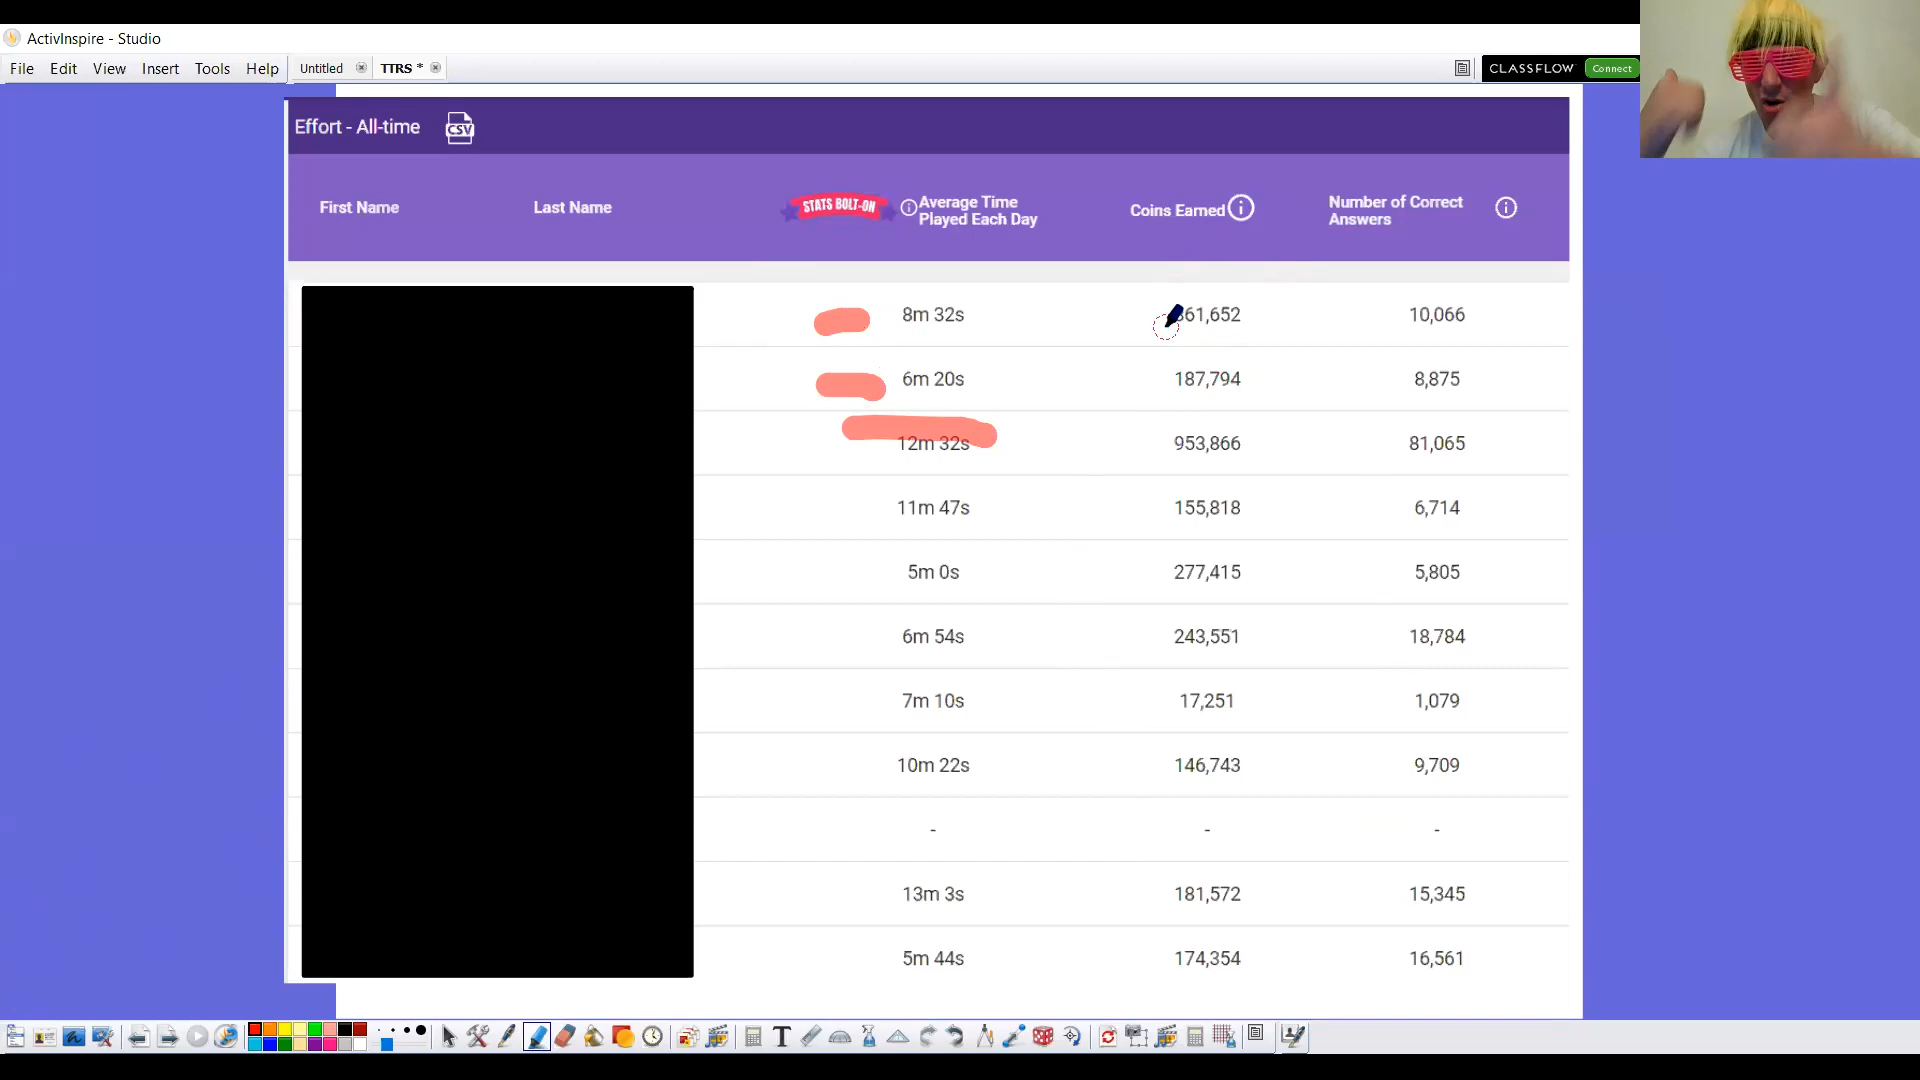 ActivInspire - Studio
File Edit View Insert Tools Help Untitled TTRS * CLASSFLOW Connect
Effort - All-time CSV
First Name Last Name STATS BOLT-ON Average Time Played Each Day Coins Earned Number of Correct Answers
8m 32s 61,652 10,066
6m 20s 187,794 8,875
12m 32s 953,866 81,065
11m 47s 155,818 6,714
5m 0s 277,415 5,805
6m 54s 243,551 18,784
7m 10s 17,251 1,079
10m 22s 146,743 9,709
- - -
13m 3s 181,572 15,345
5m 44s 174,354 16,561